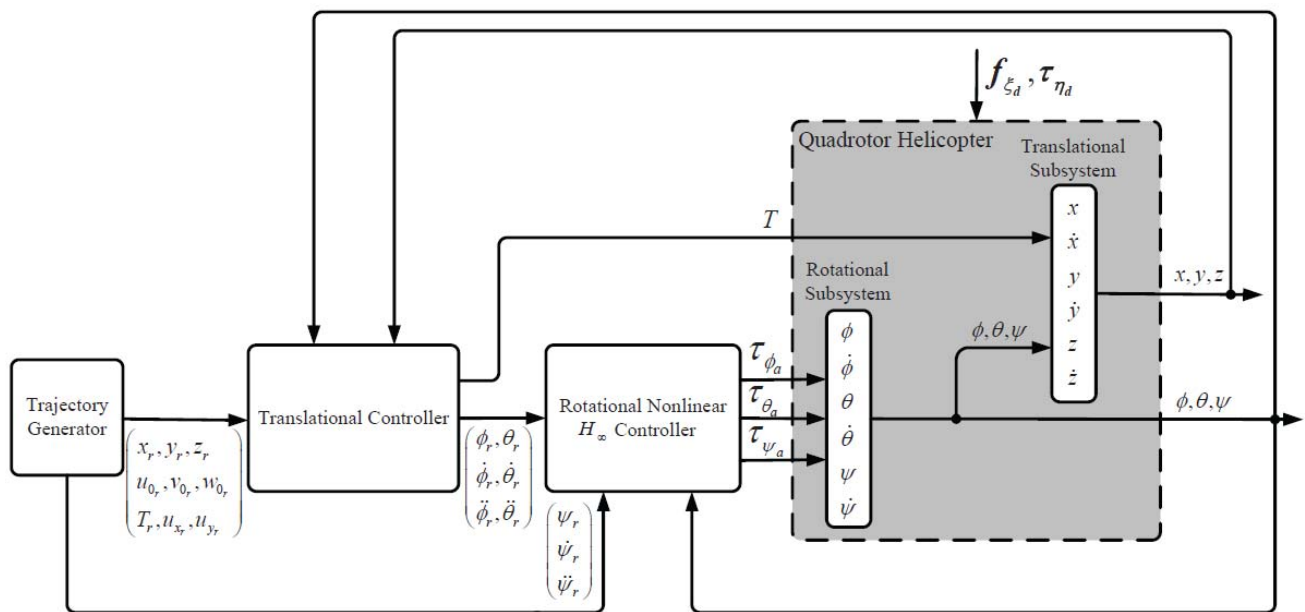 f_{ξ_d}, τ_{η_d}
Quadrotor Helicopter
Translational
Subsystem
x
ẋ
y
ẏ
z
ż
T
x, y, z
Rotational
Subsystem
ϕ
ϕ̇
θ
θ̇
ψ
ψ̇
ϕ,θ,ψ
ϕ,θ,ψ
Trajectory
Generator
x_r, y_r, z_r
u_{0_r}, v_{0_r}, w_{0_r}
T_r, u_{x_r}, u_{y_r}
Translational Controller
ϕ_r, θ_r
ϕ̇_r, θ̇_r
ϕ̈_r, θ̈_r
Rotational Nonlinear
H_∞ Controller
ψ_r
ψ̇_r
ψ̈_r
τ_{ϕ_a}
τ_{θ_a}
τ_{ψ_a}